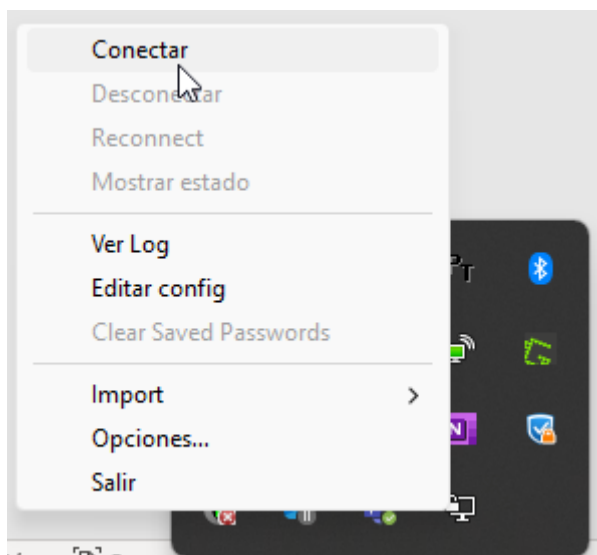 Conectar
Desconectar
Reconnect
Mostrar estado
Ver Log
Editar config
Clear Saved Passwords
Import
Opciones...
Salir